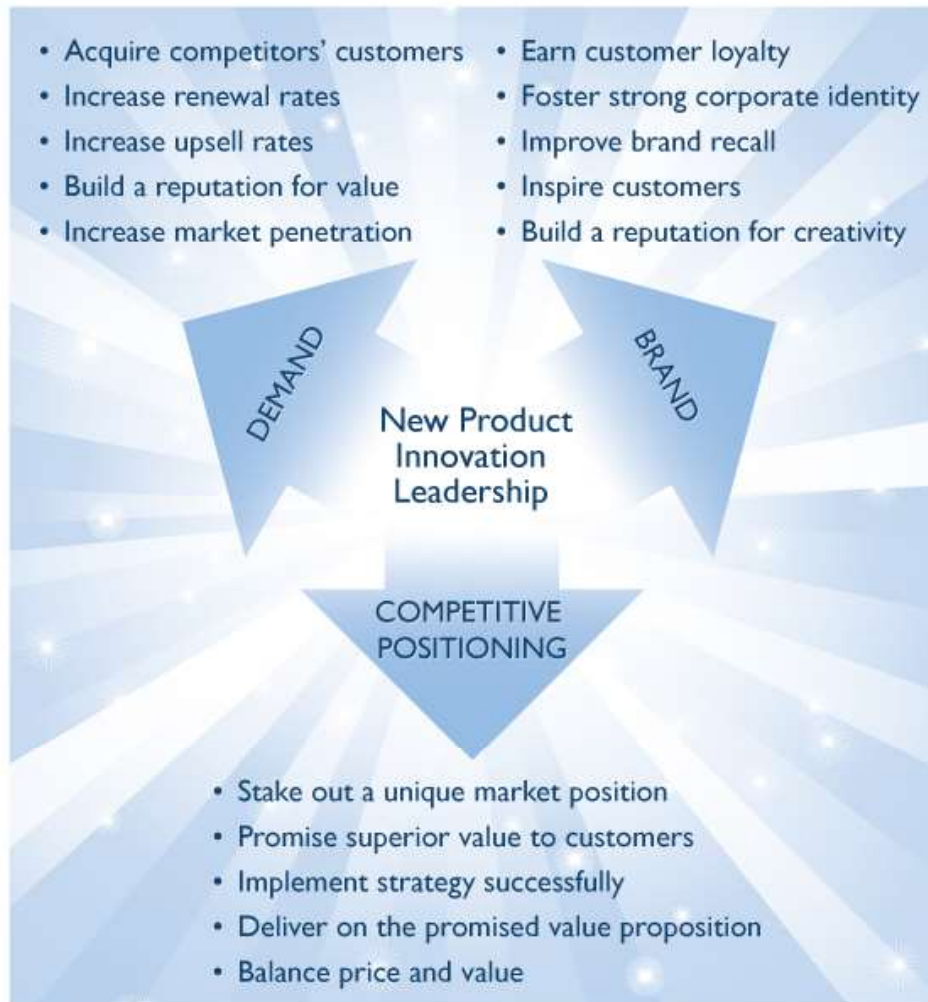 • Acquire competitors’ customers
• Increase renewal rates
• Increase upsell rates
• Build a reputation for value
• Increase market penetration
• Earn customer loyalty
• Foster strong corporate identity
• Improve brand recall
• Inspire customers
• Build a reputation for creativity
DEMAND
BRAND
New Product
Innovation
Leadership
COMPETITIVE
POSITIONING
• Stake out a unique market position
• Promise superior value to customers
• Implement strategy successfully
• Deliver on the promised value proposition
• Balance price and value